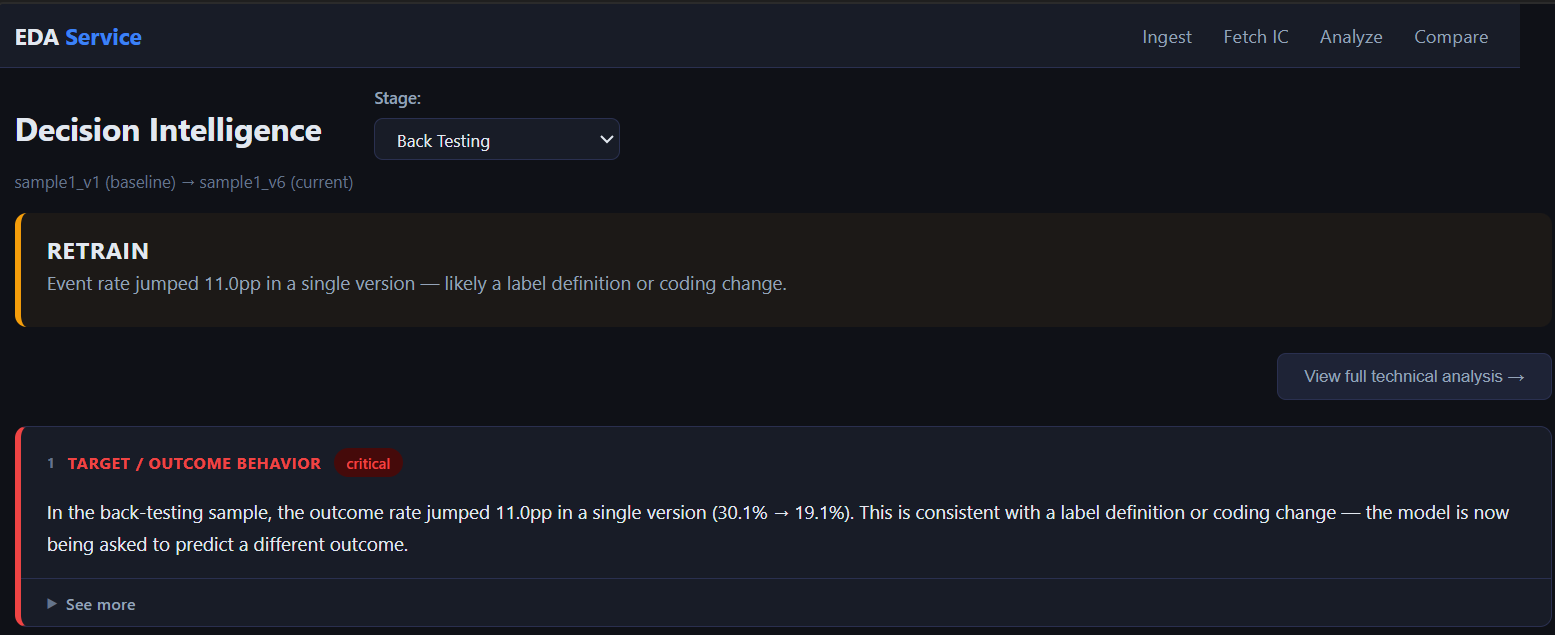 EDA Service
Ingest
Fetch IC
Analyze
Compare
Decision Intelligence
Stage:
Back Testing
sample1_v1 (baseline) → sample1_v6 (current)
RETRAIN
Event rate jumped 11.0pp in a single version — likely a label definition or coding change.
View full technical analysis →
1 TARGET / OUTCOME BEHAVIOR critical
In the back-testing sample, the outcome rate jumped 11.0pp in a single version (30.1% → 19.1%). This is consistent with a label definition or coding change — the model is now
being asked to predict a different outcome.
▶ See more